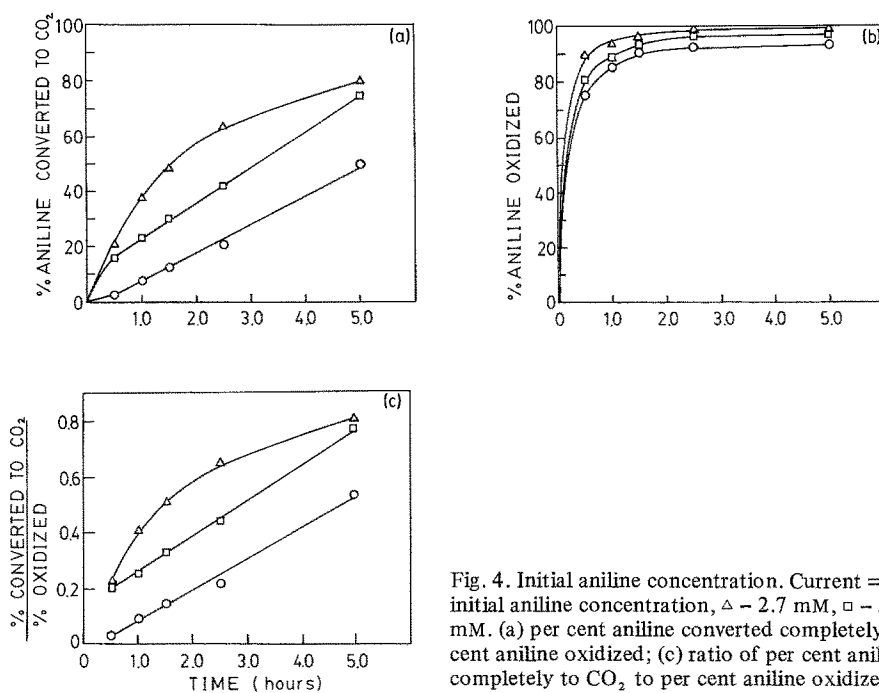 (a)
% ANILINE CONVERTED TO CO₂
100
80
60
40
20
0
1.0 2.0 3.0 4.0 5.0
(b)
% ANILINE OXIDIZED
100
80
60
40
20
0
0 1.0 2.0 3.0 4.0 5.0
(c)
% CONVERTED TO CO₂
% OXIDIZED
0.8
0.6
0.4
0.2
0
0 1.0 2.0 3.0 4.0 5.0
TIME (hours)
Fig. 4. Initial aniline concentration. Current =
initial aniline concentration, △ – 2.7 mM, □ –
mM. (a) per cent aniline converted completely
cent aniline oxidized; (c) ratio of per cent anil
completely to CO₂ to per cent aniline oxidize